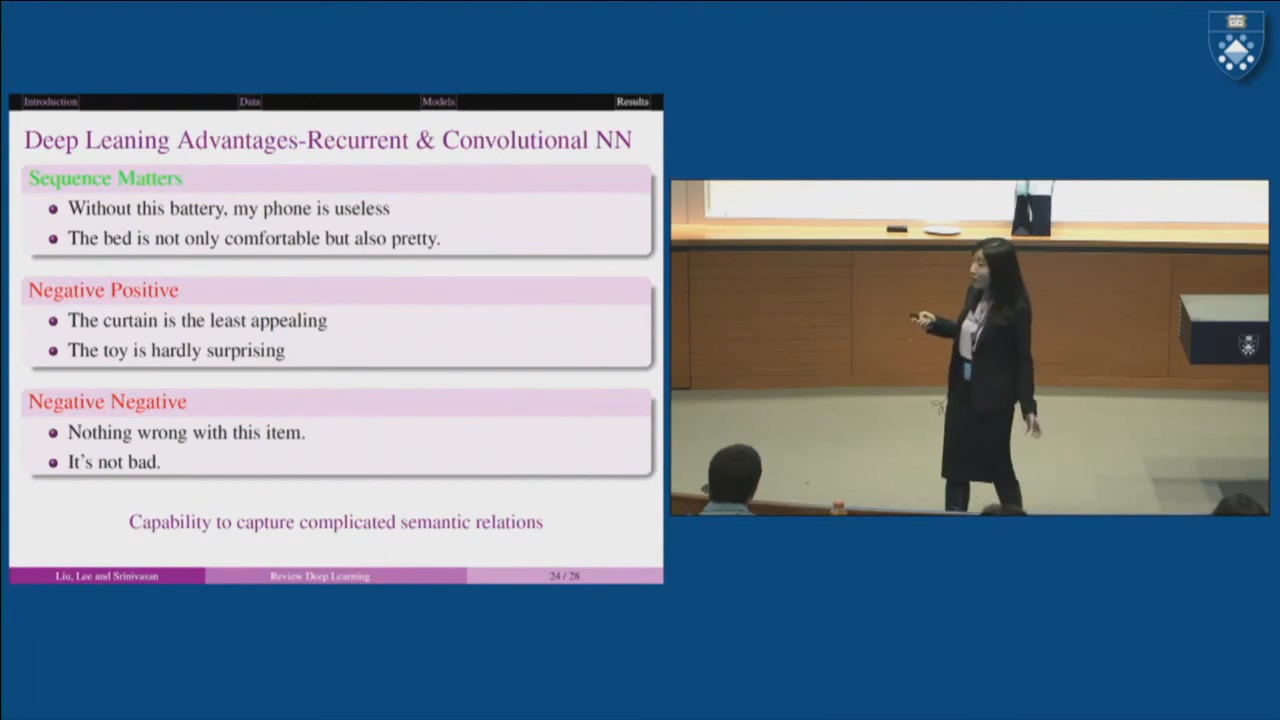 Introduction Data Models Results
Deep Leaning Advantages-Recurrent & Convolutional NN
Sequence Matters
Without this battery, my phone is useless
The bed is not only comfortable but also pretty.
Negative Positive
The curtain is the least appealing
The toy is hardly surprising
Negative Negative
Nothing wrong with this item.
It's not bad.
Capability to capture complicated semantic relations
Liu, Lee and Srinivasan Review Deep Learning 24 / 28